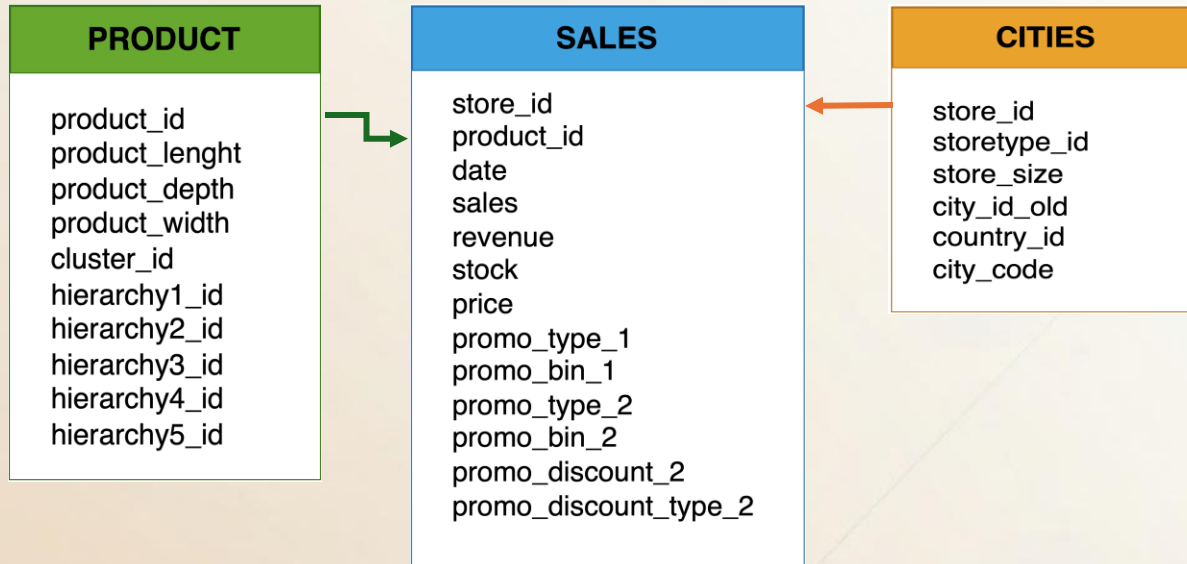 PRODUCT
product_id
product_lenght
product_depth
product_width
cluster_id
hierarchy1_id
hierarchy2_id
hierarchy3_id
hierarchy4_id
hierarchy5_id
SALES
store_id
product_id
date
sales
revenue
stock
price
promo_type_1
promo_bin_1
promo_type_2
promo_bin_2
promo_discount_2
promo_discount_type_2
CITIES
store_id
storetype_id
store_size
city_id_old
country_id
city_code